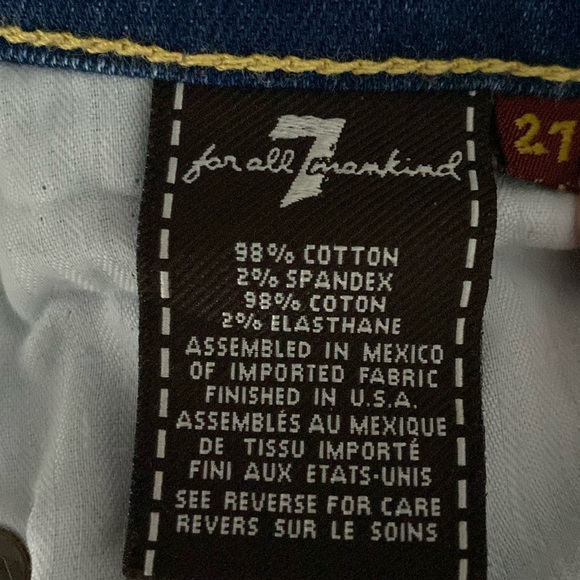 7
for all mankind
27
98% COTTON
2% SPANDEX
98% COTON
2% ELASTHANE
ASSEMBLED IN MEXICO
OF IMPORTED FABRIC
FINISHED IN U.S.A.
ASSEMBLÉS AU MEXIQUE
DE TISSU IMPORTÉ
FINI AUX ETATS-UNIS
SEE REVERSE FOR CARE
REVERS SUR LE SOINS